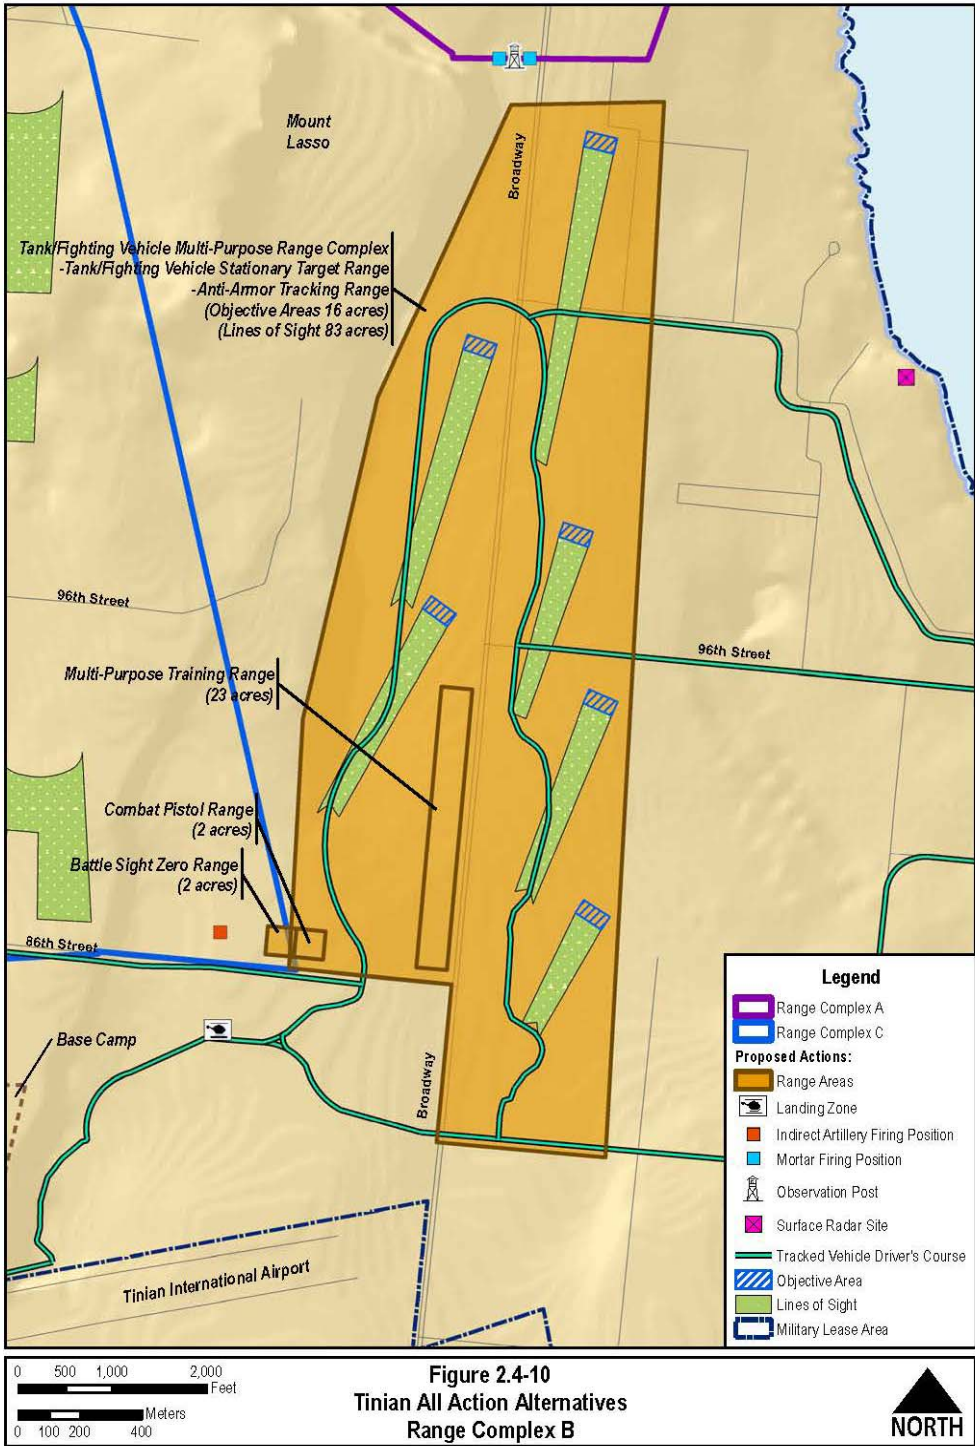 Mount
Lasso
Broadway
Tank/Fighting Vehicle Multi-Purpose Range Complex
-Tank/Fighting Vehicle Stationary Target Range
-Anti-Armor Tracking Range
(Objective Areas 16 acres)
(Lines of Sight 83 acres)
96th Street
96th Street
Multi-Purpose Training Range
(23 acres)
Combat Pistol Range
(2 acres)
Battle Sight Zero Range
(2 acres)
86th Street
Base Camp
Broadway
Tinian International Airport
Legend
Range Complex A
Range Complex C
Proposed Actions:
Range Areas
Landing Zone
Indirect Artillery Firing Position
Mortar Firing Position
Observation Post
Surface Radar Site
Tracked Vehicle Driver's Course
Objective Area
Lines of Sight
Military Lease Area
0 500 1,000 2,000
Feet
Meters
0 100 200 400
Figure 2.4-10
Tinian All Action Alternatives
Range Complex B
NORTH